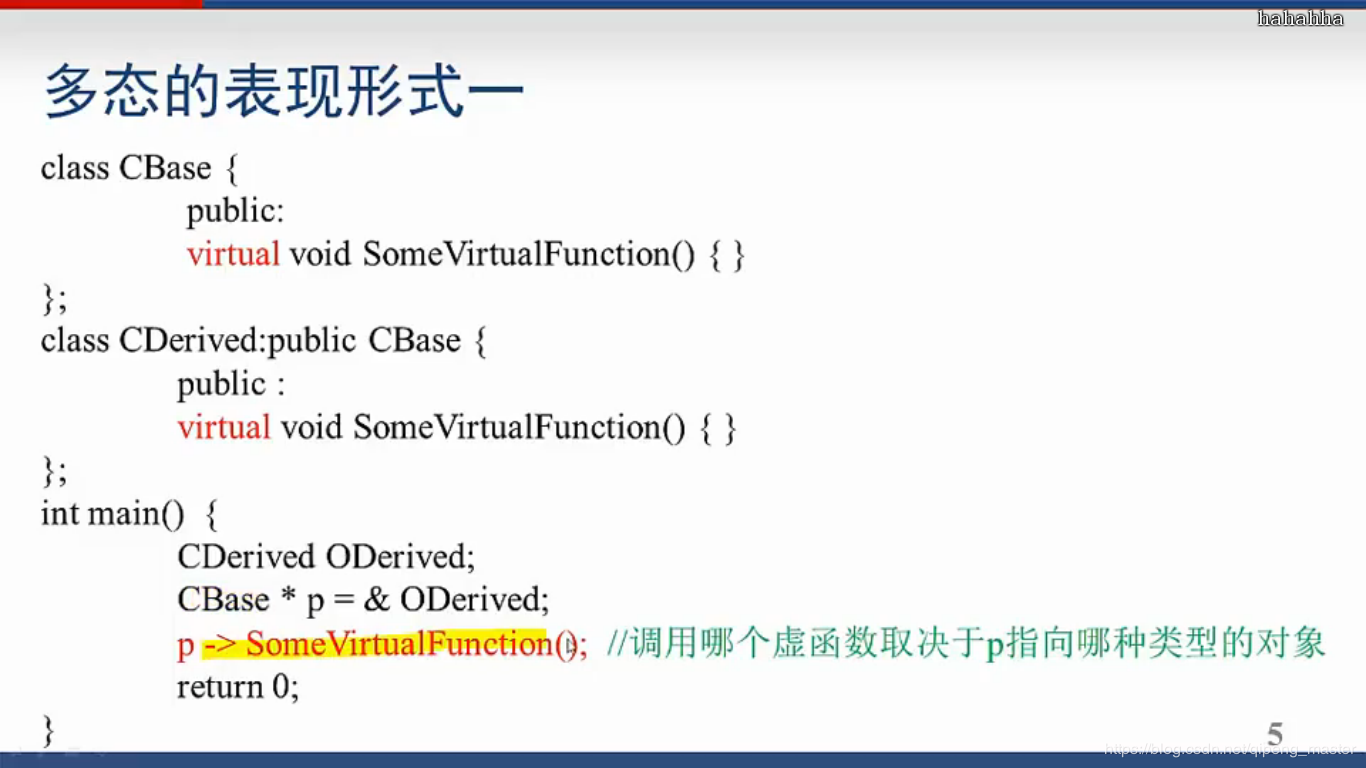 hahahha
多态的表现形式一
class CBase {
public:
virtual void SomeVirtualFunction() { }
};
class CDerived:public CBase {
public :
virtual void SomeVirtualFunction() { }
};
int main() {
CDerived ODerived;
CBase * p = & ODerived;
p -> SomeVirtualFunction(); //调用哪个虚函数取决于p指向哪种类型的对象
return 0;
}
5
https://blog.csdn.net/qipeng_master